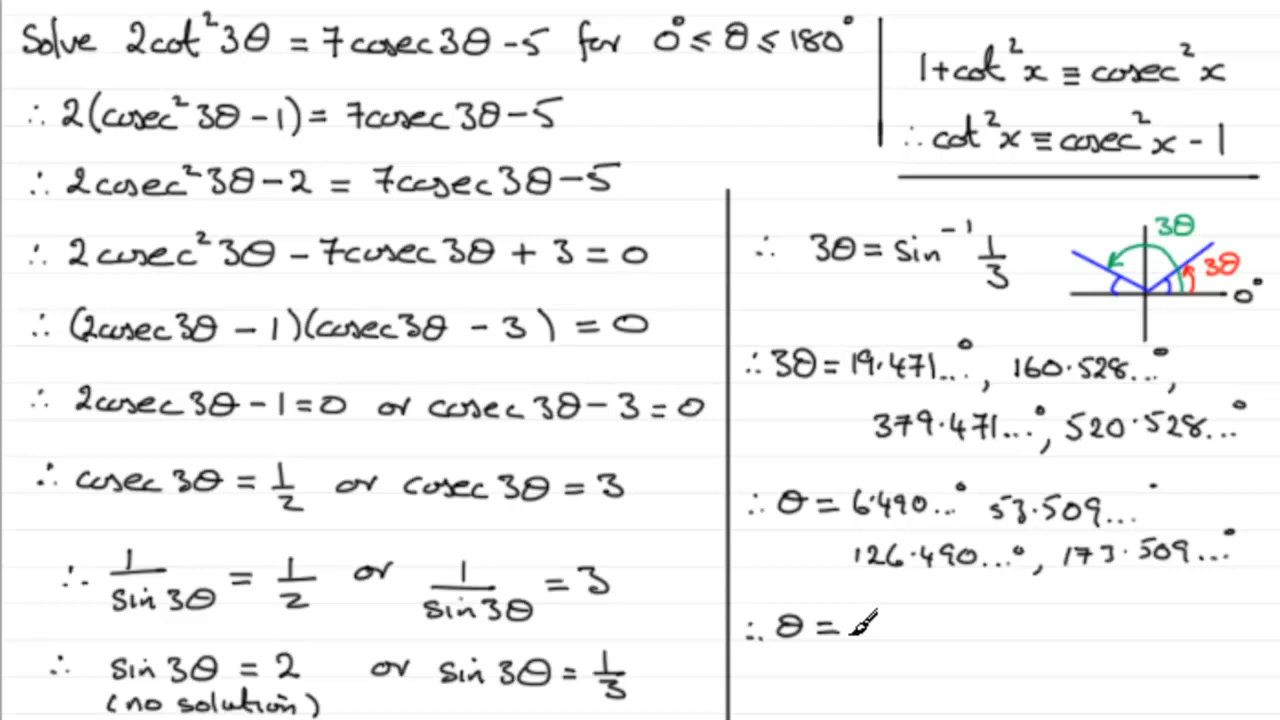 Solve 2cot²3θ = 7cosec3θ - 5 for 0° ≤ θ ≤ 180°
∴ 2(cosec²3θ - 1) = 7cosec3θ - 5
∴ 2cosec²3θ - 2 = 7cosec3θ - 5
∴ 2cosec²3θ - 7cosec3θ + 3 = 0
∴ (2cosec3θ - 1)(cosec3θ - 3) = 0
∴ 2cosec3θ - 1 = 0 or cosec3θ - 3 = 0
∴ cosec3θ = 1/2 or cosec3θ = 3
∴ 1/sin3θ = 1/2 or 1/sin3θ = 3
∴ sin3θ = 2 or sin3θ = 1/3
(no solution)
1 + cot²x ≡ cosec²x
∴ cot²x ≡ cosec²x - 1
∴ 3θ = sin⁻¹ 1/3
3θ
3θ
0°
∴ 3θ = 19.471...°, 160.528...°,
379.471...°, 520.528...°
∴ θ = 6.490...° 53.509...°
126.490...°, 173.509...°
∴ θ =